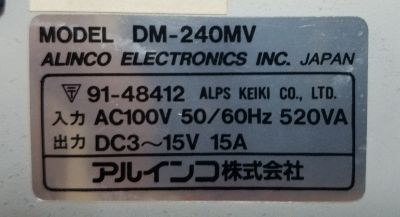 MODEL DM-240MV
ALINCO ELECTRONICS INC. JAPAN
91-48412 ALPS KEIKI CO., LTD.
入力 AC100V 50/60Hz 520VA
出力 DC3～15V 15A
アルインコ株式会社